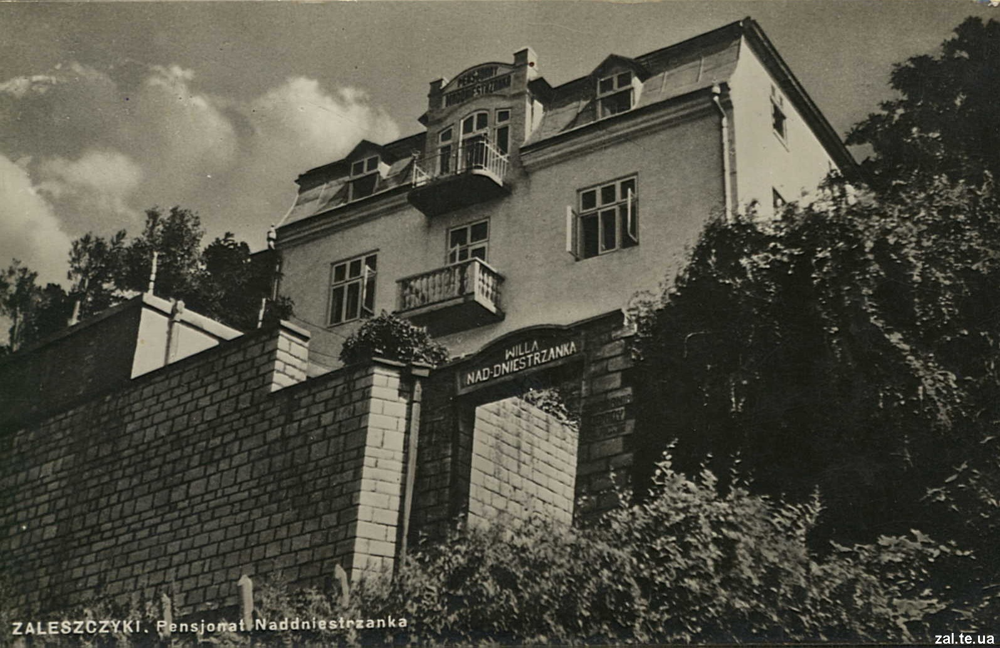 PENSJONAT
NADDNIESTRZANKA
WILLA
NAD-DNIESTRZANKA
ZALESZCZYKI. Pensjonat Naddniestrzanka
zal.te.ua